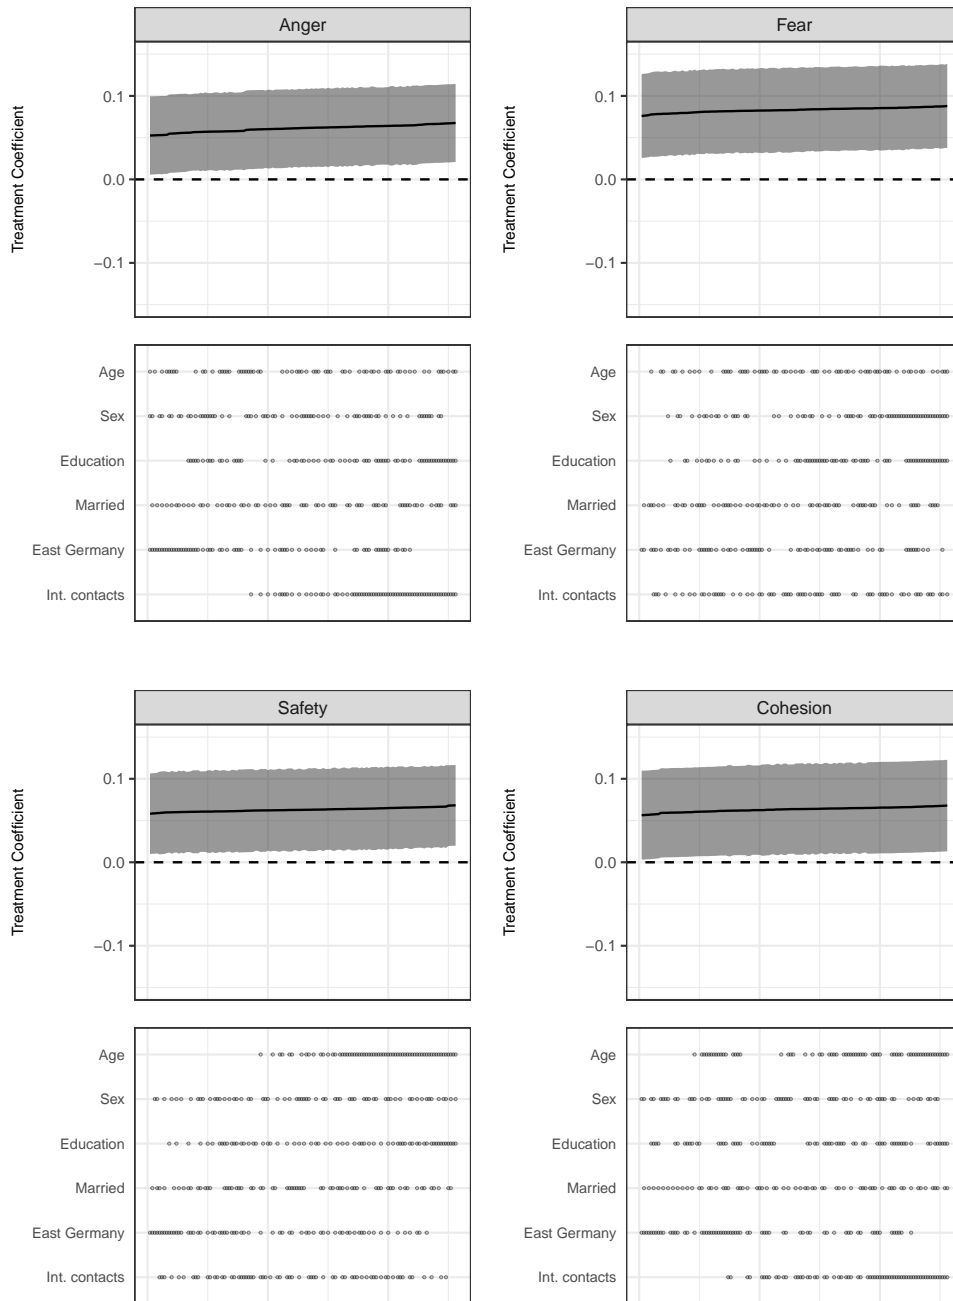 Anger
Treatment Coefficient
0.1
0.0
−0.1
Age
Sex
Education
Married
East Germany
Int. contacts
Fear
Treatment Coefficient
0.1
0.0
−0.1
Age
Sex
Education
Married
East Germany
Int. contacts
Safety
Treatment Coefficient
0.1
0.0
−0.1
Age
Sex
Education
Married
East Germany
Int. contacts
Cohesion
Treatment Coefficient
0.1
0.0
−0.1
Age
Sex
Education
Married
East Germany
Int. contacts